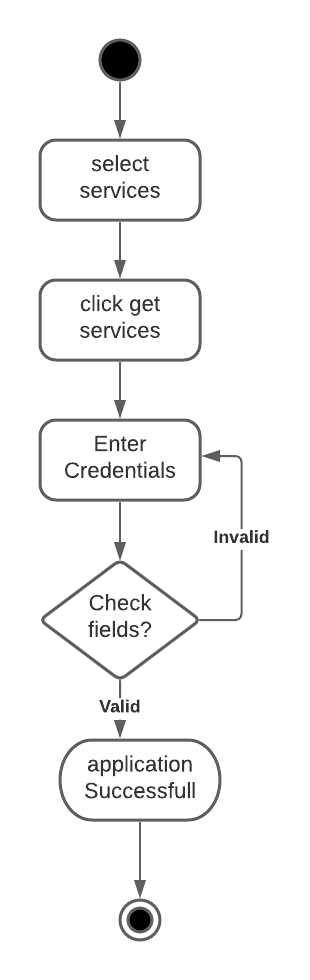 select
services
click get
services
Enter
Credentials
Invalid
Check
fields?
Valid
application
Successfull